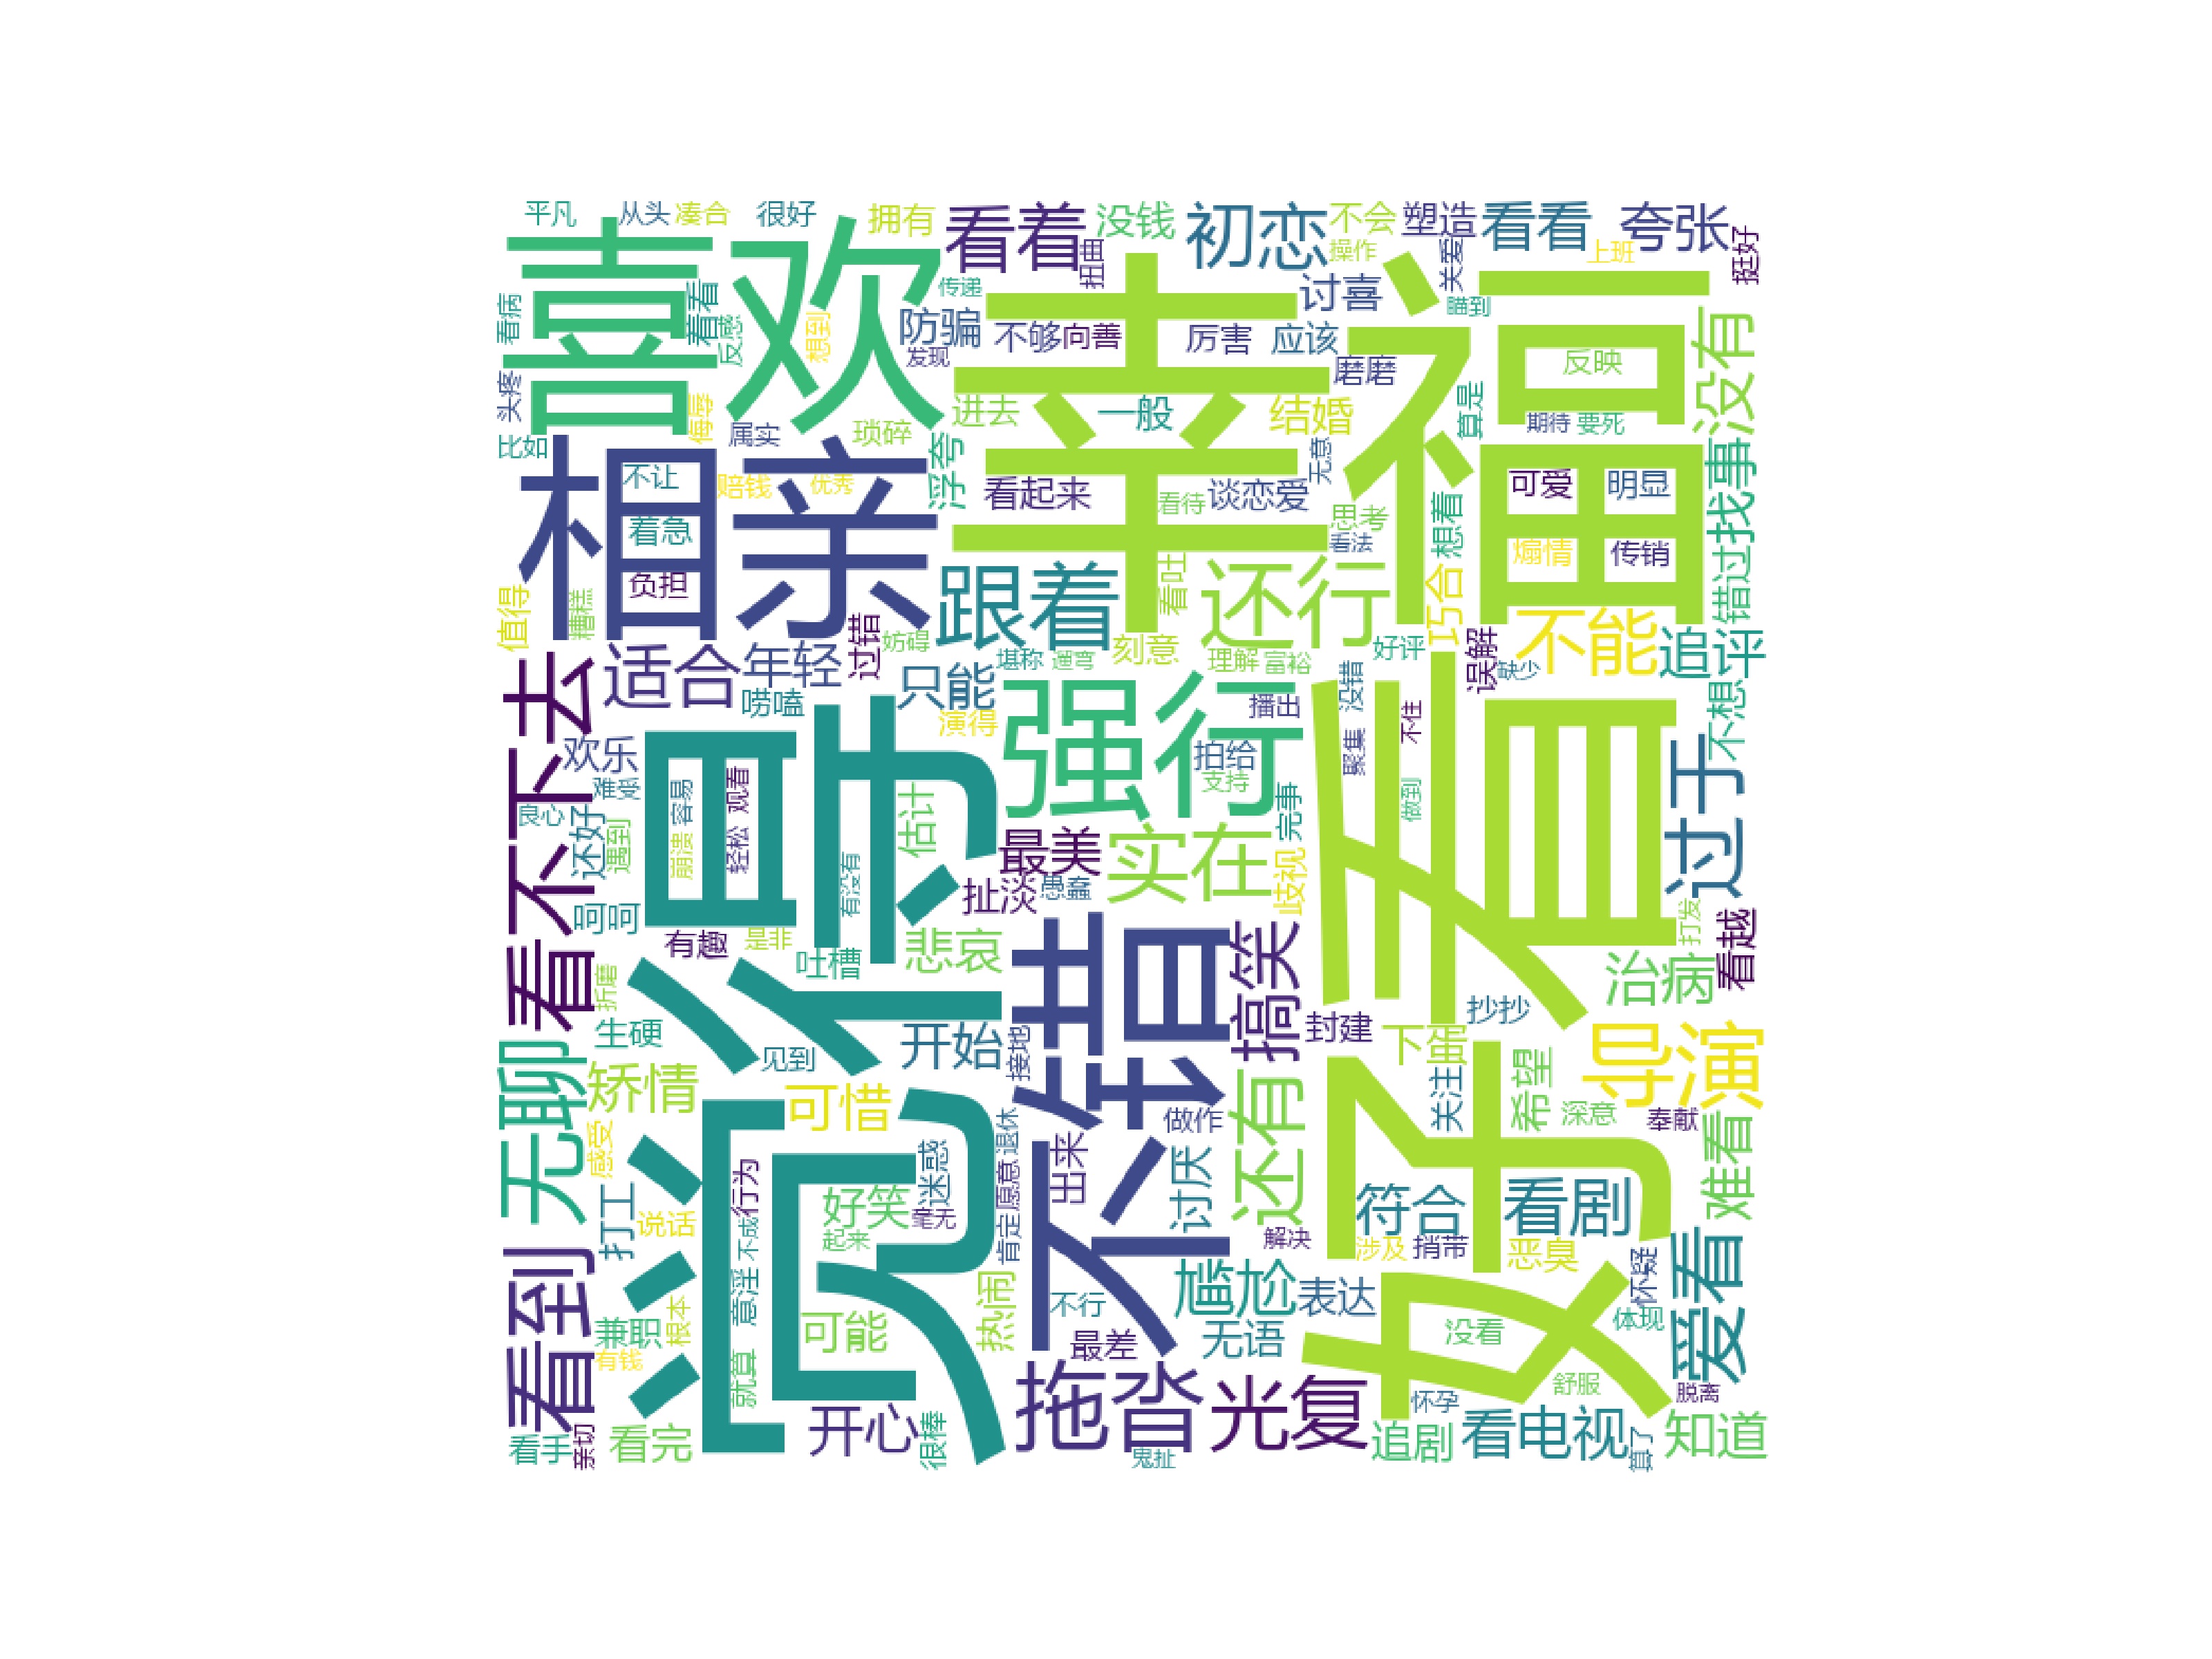 平凡
从头
凑合
很好
拥有
看着
没钱
初恋
不会
塑造
看看
夸张
喜欢
幸福
扭曲
操作
关爱
上班
挺好
看病
着看
反感
想到
传递
防骗
发现
讨喜
瞄到
没有
不够
向善
厉害
应该
磨磨
反映
头疼
侮辱
属实
琐碎
进去
一般
结婚
算是
期待
要死
比如
相亲
不让
赔钱
优秀
浮夸
看起来
看待
谈恋爱
无意
思考
想着
可爱
明显
找事
着急
看法
煽情
传销
负担
跟着
看吐
还行
巧合
不能
错过
值得
糟糕
过错
妨碍
堪称
遛弯
刻意
理解
富裕
好评
误解
缺少
追评
看不下去
适合
年轻
唠嗑
只能
强行
好看
没错
不住
不想
觉得
演得
播出
欢乐
拍给
聚集
过于
难受
容易
观看
支持
做到
良心
还好
遇到
崩溃
轻松
估计
最美
实在
完事
有没有
扯淡
愚蠢
歧视
哥哥
有趣
是非
吐槽
悲哀
不错
搞笑
打发
看越
折磨
治病
生硬
见到
开始
接地
封建
下蛋
抄抄
导演
无聊
矫情
可惜
还有
做作
关注
希望
深意
奉献
难看
感受
退休
出来
讨厌
打工
说话
行为
好笑
迷惑
毫无
肯定
愿意
符合
看剧
不成
起来
解决
涉及
捎带
恶臭
看到
意淫
热闹
不行
尴尬
表达
怀疑
爱看
兼职
根本
可能
最差
无语
没看
体现
有钱
就算
拖沓
光复
舒服
脱离
怀孕
开心
很棒
看手
亲切
看完
鬼扯
追剧
看电视
算了
知道